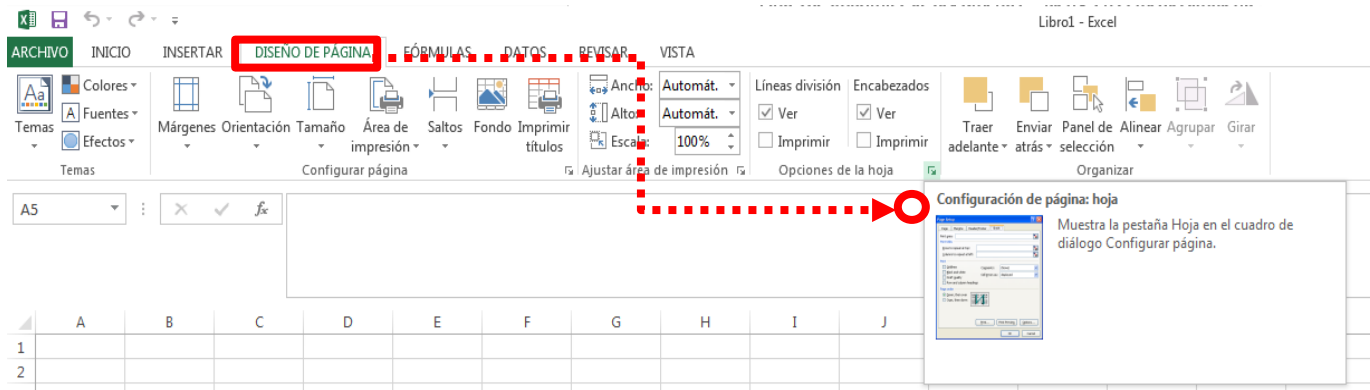 Libro1 - Excel
ARCHIVO INICIO INSERTAR DISEÑO DE PÁGINA FÓRMULAS DATOS REVISAR VISTA
Colores Ancho: Automát. Líneas división Encabezados
Fuentes Alto: Automát. Ver Ver
Temas Efectos Márgenes Orientación Tamaño Área de impresión Saltos Fondo Imprimir títulos Escala: 100% Imprimir Imprimir Traer adelante Enviar atrás Panel de selección Alinear Agrupar Girar
Temas Configurar página Ajustar área de impresión Opciones de la hoja Organizar
A5 fx
Configuración de página: hoja
Muestra la pestaña Hoja en el cuadro de
diálogo Configurar página.
A B C D E F G H I J
1
2